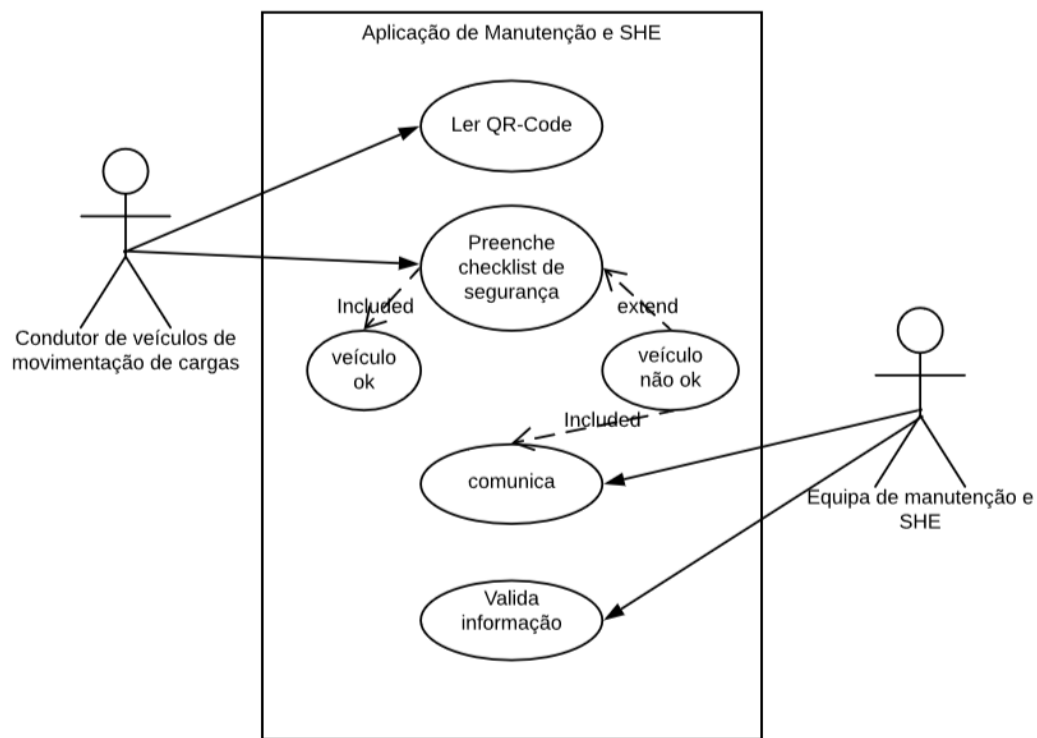 Aplicação de Manutenção e SHE
Ler QR-Code
Preenche
checklist de
segurança
Included
extend
Condutor de veículos de
movimentação de cargas
veículo
ok
veículo
não ok
Included
comunica
Equipa de manutenção e
SHE
Valida
informação